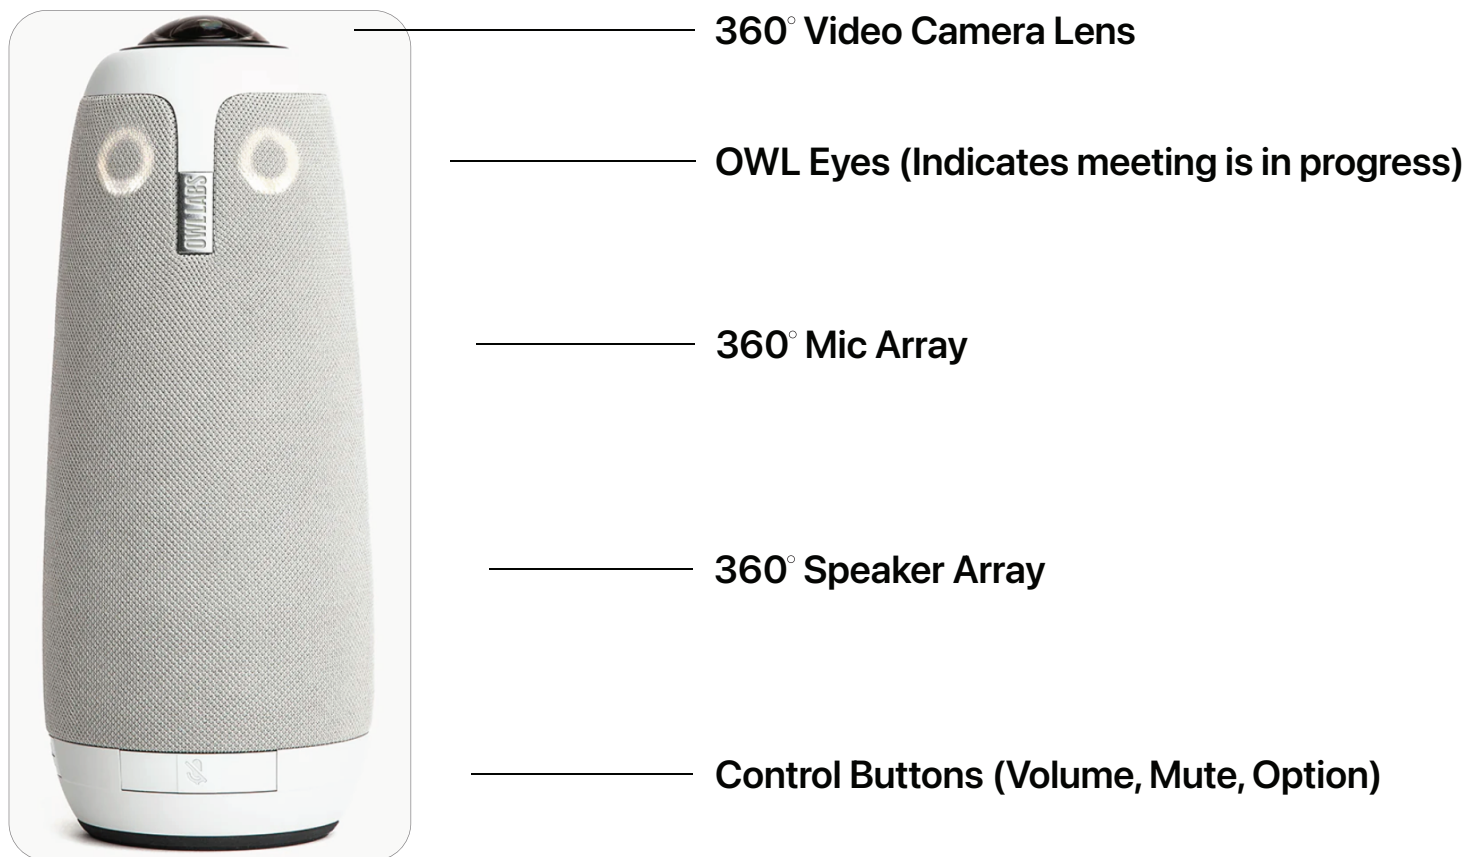 360° Video Camera Lens
OWL Eyes (Indicates meeting is in progress)
OWLLABS
360° Mic Array
360° Speaker Array
Control Buttons (Volume, Mute, Option)